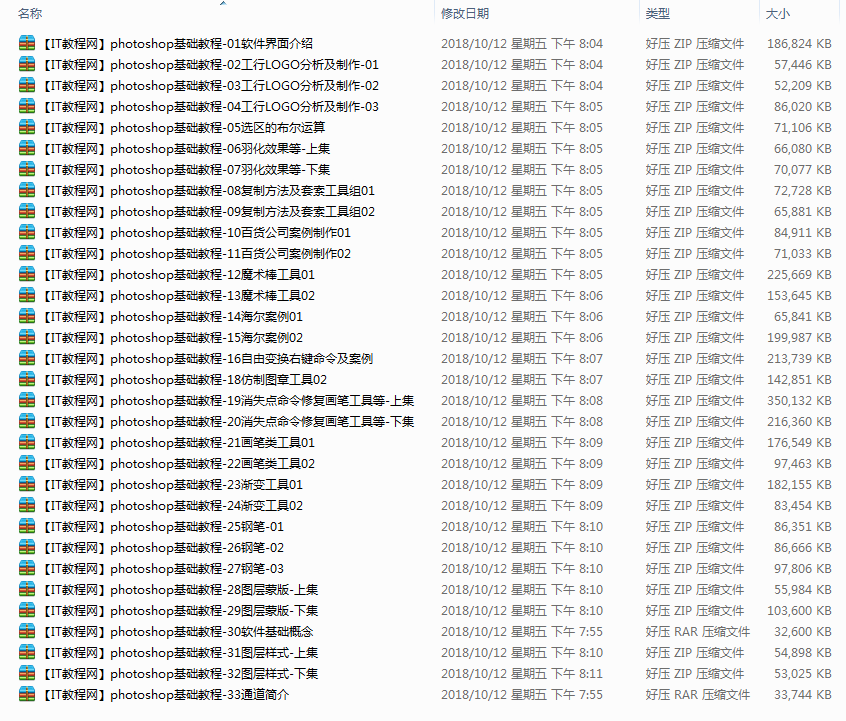 名称 修改日期 类型 大小
【IT教程网】photoshop基础教程-01软件界面介绍 2018/10/12 星期五 下午 8:04 好压 ZIP 压缩文件 186,824 KB
【IT教程网】photoshop基础教程-02工行LOGO分析及制作-01 2018/10/12 星期五 下午 8:04 好压 ZIP 压缩文件 57,446 KB
【IT教程网】photoshop基础教程-03工行LOGO分析及制作-02 2018/10/12 星期五 下午 8:04 好压 ZIP 压缩文件 52,209 KB
【IT教程网】photoshop基础教程-04工行LOGO分析及制作-03 2018/10/12 星期五 下午 8:05 好压 ZIP 压缩文件 86,020 KB
【IT教程网】photoshop基础教程-05选区的布尔运算 2018/10/12 星期五 下午 8:05 好压 ZIP 压缩文件 71,106 KB
【IT教程网】photoshop基础教程-06羽化效果等-上集 2018/10/12 星期五 下午 8:05 好压 ZIP 压缩文件 66,080 KB
【IT教程网】photoshop基础教程-07羽化效果等-下集 2018/10/12 星期五 下午 8:05 好压 ZIP 压缩文件 70,077 KB
【IT教程网】photoshop基础教程-08复制方法及套索工具组01 2018/10/12 星期五 下午 8:05 好压 ZIP 压缩文件 72,728 KB
【IT教程网】photoshop基础教程-09复制方法及套索工具组02 2018/10/12 星期五 下午 8:05 好压 ZIP 压缩文件 65,881 KB
【IT教程网】photoshop基础教程-10百货公司案例制作01 2018/10/12 星期五 下午 8:05 好压 ZIP 压缩文件 84,911 KB
【IT教程网】photoshop基础教程-11百货公司案例制作02 2018/10/12 星期五 下午 8:05 好压 ZIP 压缩文件 71,033 KB
【IT教程网】photoshop基础教程-12魔术棒工具01 2018/10/12 星期五 下午 8:05 好压 ZIP 压缩文件 225,669 KB
【IT教程网】photoshop基础教程-13魔术棒工具02 2018/10/12 星期五 下午 8:06 好压 ZIP 压缩文件 153,645 KB
【IT教程网】photoshop基础教程-14海尔案例01 2018/10/12 星期五 下午 8:06 好压 ZIP 压缩文件 65,841 KB
【IT教程网】photoshop基础教程-15海尔案例02 2018/10/12 星期五 下午 8:06 好压 ZIP 压缩文件 199,987 KB
【IT教程网】photoshop基础教程-16自由变换右键命令及案例 2018/10/12 星期五 下午 8:07 好压 ZIP 压缩文件 213,739 KB
【IT教程网】photoshop基础教程-18仿制图章工具02 2018/10/12 星期五 下午 8:07 好压 ZIP 压缩文件 142,851 KB
【IT教程网】photoshop基础教程-19消失点命令修复画笔工具等-上集 2018/10/12 星期五 下午 8:08 好压 ZIP 压缩文件 350,132 KB
【IT教程网】photoshop基础教程-20消失点命令修复画笔工具等-下集 2018/10/12 星期五 下午 8:08 好压 ZIP 压缩文件 216,360 KB
【IT教程网】photoshop基础教程-21画笔类工具01 2018/10/12 星期五 下午 8:09 好压 ZIP 压缩文件 176,549 KB
【IT教程网】photoshop基础教程-22画笔类工具02 2018/10/12 星期五 下午 8:09 好压 ZIP 压缩文件 97,463 KB
【IT教程网】photoshop基础教程-23渐变工具01 2018/10/12 星期五 下午 8:09 好压 ZIP 压缩文件 182,155 KB
【IT教程网】photoshop基础教程-24渐变工具02 2018/10/12 星期五 下午 8:09 好压 ZIP 压缩文件 83,454 KB
【IT教程网】photoshop基础教程-25钢笔-01 2018/10/12 星期五 下午 8:10 好压 ZIP 压缩文件 86,351 KB
【IT教程网】photoshop基础教程-26钢笔-02 2018/10/12 星期五 下午 8:10 好压 ZIP 压缩文件 86,666 KB
【IT教程网】photoshop基础教程-27钢笔-03 2018/10/12 星期五 下午 8:10 好压 ZIP 压缩文件 97,806 KB
【IT教程网】photoshop基础教程-28图层蒙版-上集 2018/10/12 星期五 下午 8:10 好压 ZIP 压缩文件 55,984 KB
【IT教程网】photoshop基础教程-29图层蒙版-下集 2018/10/12 星期五 下午 8:10 好压 ZIP 压缩文件 103,600 KB
【IT教程网】photoshop基础教程-30软件基础概念 2018/10/12 星期五 下午 7:55 好压 RAR 压缩文件 32,600 KB
【IT教程网】photoshop基础教程-31图层样式-上集 2018/10/12 星期五 下午 8:10 好压 ZIP 压缩文件 54,898 KB
【IT教程网】photoshop基础教程-32图层样式-下集 2018/10/12 星期五 下午 8:11 好压 ZIP 压缩文件 53,025 KB
【IT教程网】photoshop基础教程-33通道简介 2018/10/12 星期五 下午 7:55 好压 RAR 压缩文件 33,744 KB